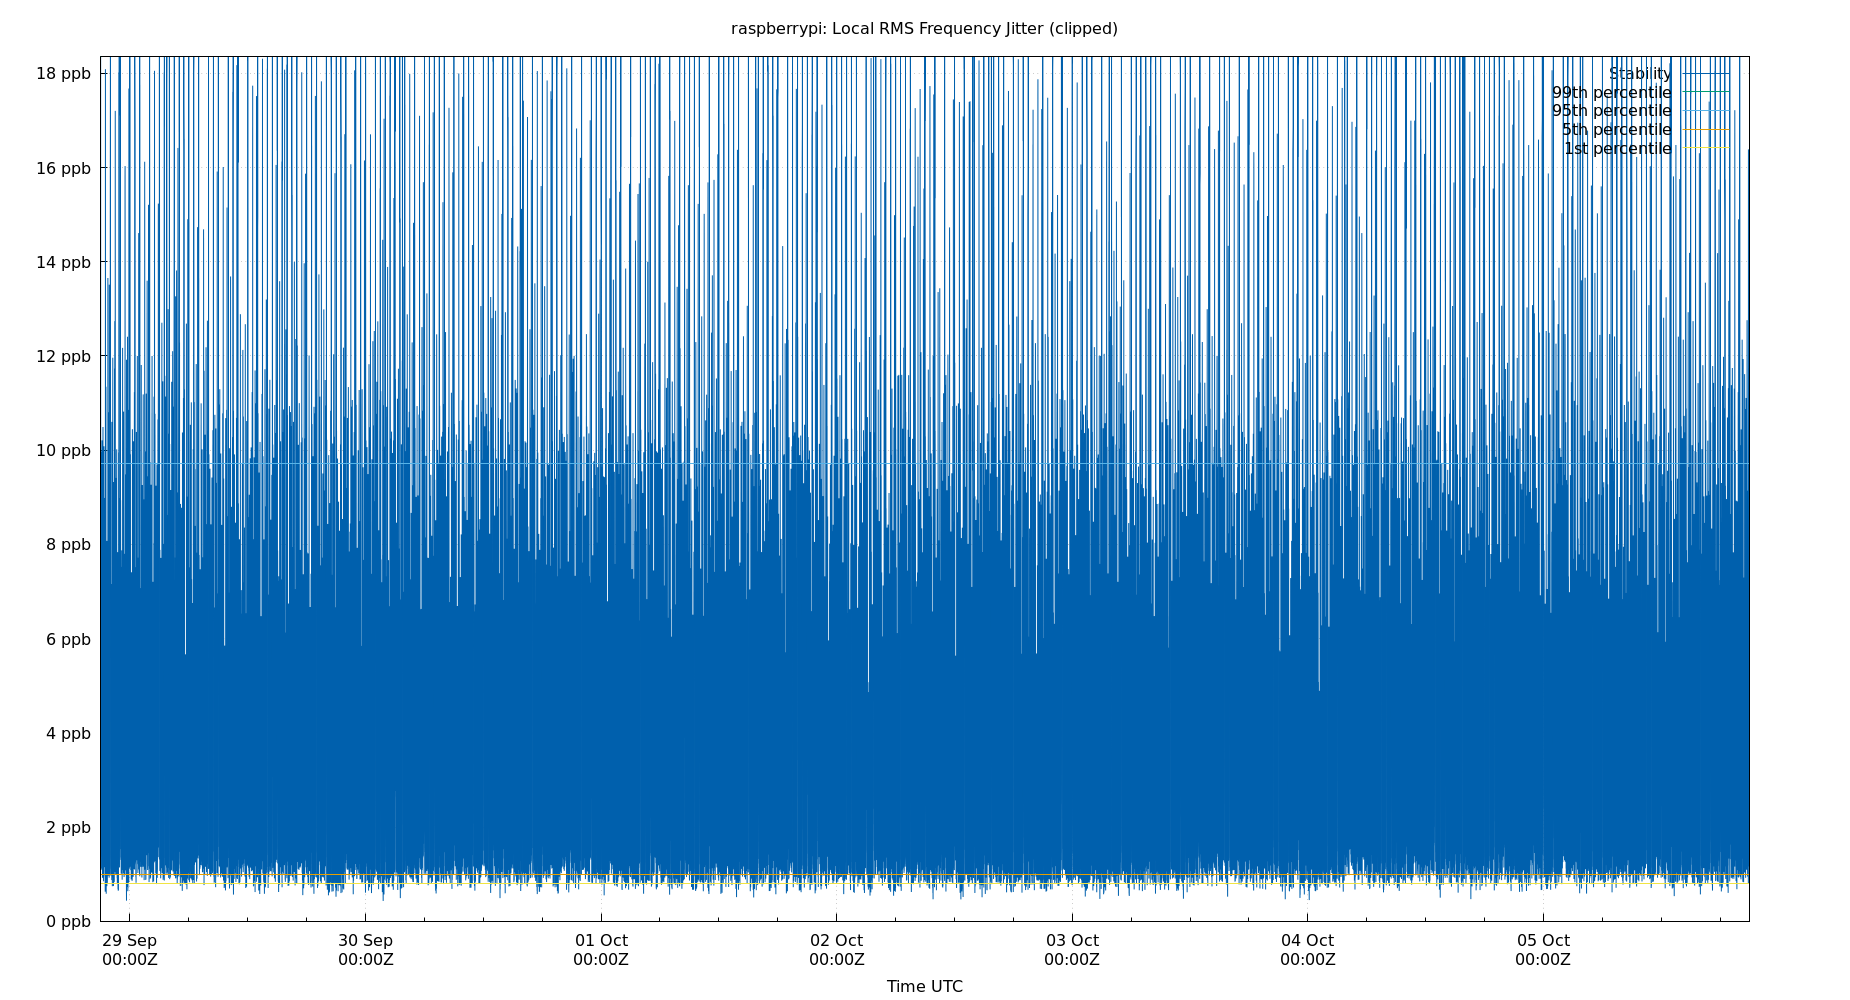 raspberrypi: Local RMS Frequency Jitter (clipped)
18 ppb
16 ppb
14 ppb
12 ppb
10 ppb
8 ppb
6 ppb
4 ppb
2 ppb
0 ppb
Stability
99th percentile
95th percentile
5th percentile
1st percentile
29 Sep 30 Sep 01 Oct 02 Oct 03 Oct 04 Oct 05 Oct
00:00Z 00:00Z 00:00Z 00:00Z 00:00Z 00:00Z 00:00Z
Time UTC